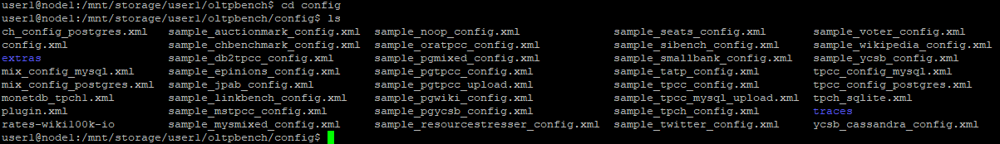 user1@node1:/mnt/storage/user1/oltpbench$ cd config
user1@node1:/mnt/storage/user1/oltpbench/config$ ls
ch_config_postgres.xml sample_auctionmark_config.xml sample_noop_config.xml sample_seats_config.xml sample_voter_config.xml
config.xml sample_chbenchmark_config.xml sample_oratpcc_config.xml sample_sibench_config.xml sample_wikipedia_config.xml
extras sample_db2tpcc_config.xml sample_pgmixed_config.xml sample_smallbank_config.xml sample_ycsb_config.xml
mix_config_mysql.xml sample_epinions_config.xml sample_pgtpcc_config.xml sample_tatp_config.xml tpcc_config_mysql.xml
mix_config_postgres.xml sample_jpab_config.xml sample_pgtpcc_upload.xml sample_tpcc_config.xml tpcc_config_postgres.xml
monetdb_tpch1.xml sample_linkbench_config.xml sample_pgwiki_config.xml sample_tpcc_mysql_upload.xml tpch_sqlite.xml
plugin.xml sample_mstpcc_config.xml sample_pgycsb_config.xml sample_tpch_config.xml traces
rates-wiki100k-io sample_mysmixed_config.xml sample_resourcestresser_config.xml sample_twitter_config.xml ycsb_cassandra_config.xml
user1@node1:/mnt/storage/user1/oltpbench/config$